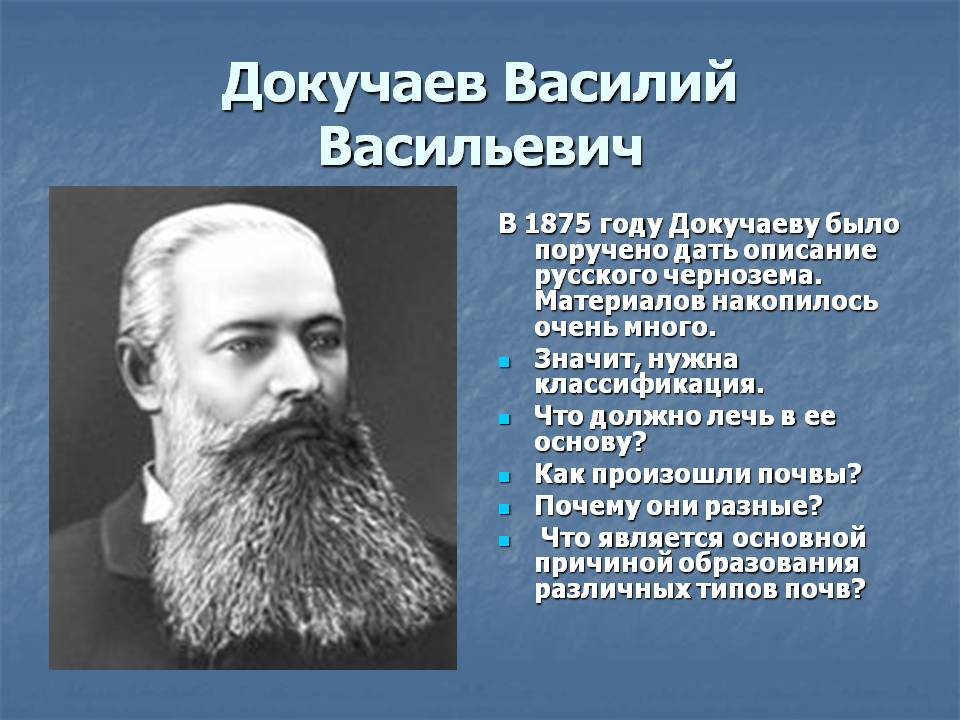 Докучаев Василий
Васильевич
В 1875 году Докучаеву было
поручено дать описание
русского чернозема.
Материалов накопилось
очень много.
Значит, нужна
классификация.
Что должно лечь в ее
основу?
Как произошли почвы?
Почему они разные?
Что является основной
причиной образования
различных типов почв?